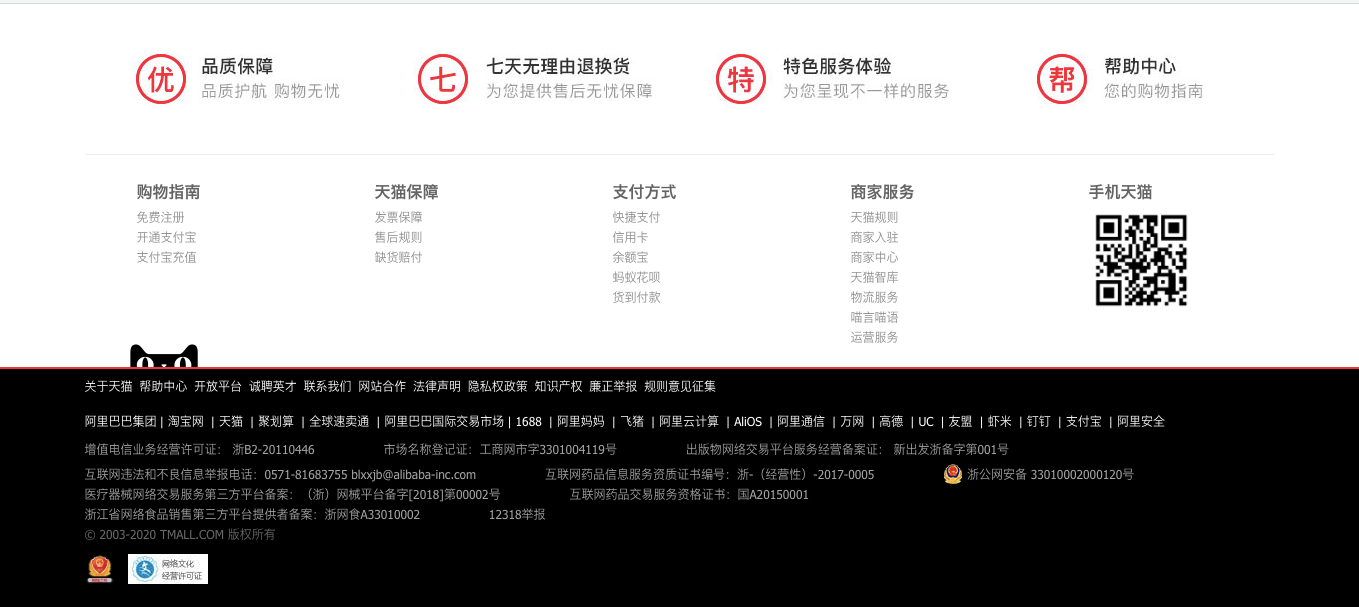 优 品质保障
品质护航 购物无忧
七 七天无理由退换货
为您提供售后无忧保障
特 特色服务体验
为您呈现不一样的服务
帮 帮助中心
您的购物指南
购物指南
免费注册
开通支付宝
支付宝充值
天猫保障
发票保障
售后规则
缺货赔付
支付方式
快捷支付
信用卡
余额宝
蚂蚁花呗
货到付款
商家服务
天猫规则
商家入驻
商家中心
天猫智库
物流服务
喵言喵语
运营服务
手机天猫
关于天猫 帮助中心 开放平台 诚聘英才 联系我们 网站合作 法律声明 隐私权政策 知识产权 廉正举报 规则意见征集
阿里巴巴集团 | 淘宝网 | 天猫 | 聚划算 | 全球速卖通 | 阿里巴巴国际交易市场 | 1688 | 阿里妈妈 | 飞猪 | 阿里云计算 | AliOS | 阿里通信 | 万网 | 高德 | UC | 友盟 | 虾米 | 钉钉 | 支付宝 | 阿里安全
增值电信业务经营许可证： 浙B2-20110446 市场名称登记证：工商网市字3301004119号 出版物网络交易平台服务经营备案证： 新出发浙备字第001号
互联网违法和不良信息举报电话：0571-81683755 blxxjb@alibaba-inc.com 互联网药品信息服务资质证书编号：浙-（经营性）-2017-0005 浙公网安备 33010002000120号
医疗器械网络交易服务第三方平台备案：（浙）网械平台备字[2018]第00002号 互联网药品交易服务资格证书：国A20150001
浙江省网络食品销售第三方平台提供者备案：浙网食A33010002 12318举报
© 2003-2020 TMALL.COM 版权所有
网络文化
经营许可证